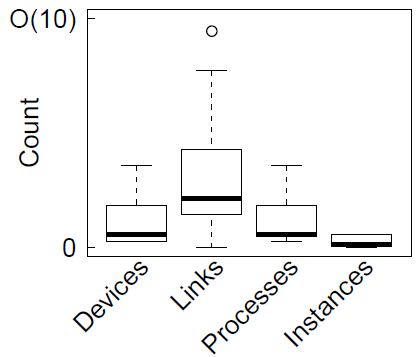 O(10)
Count
0
Devices
Links
Processes
Instances